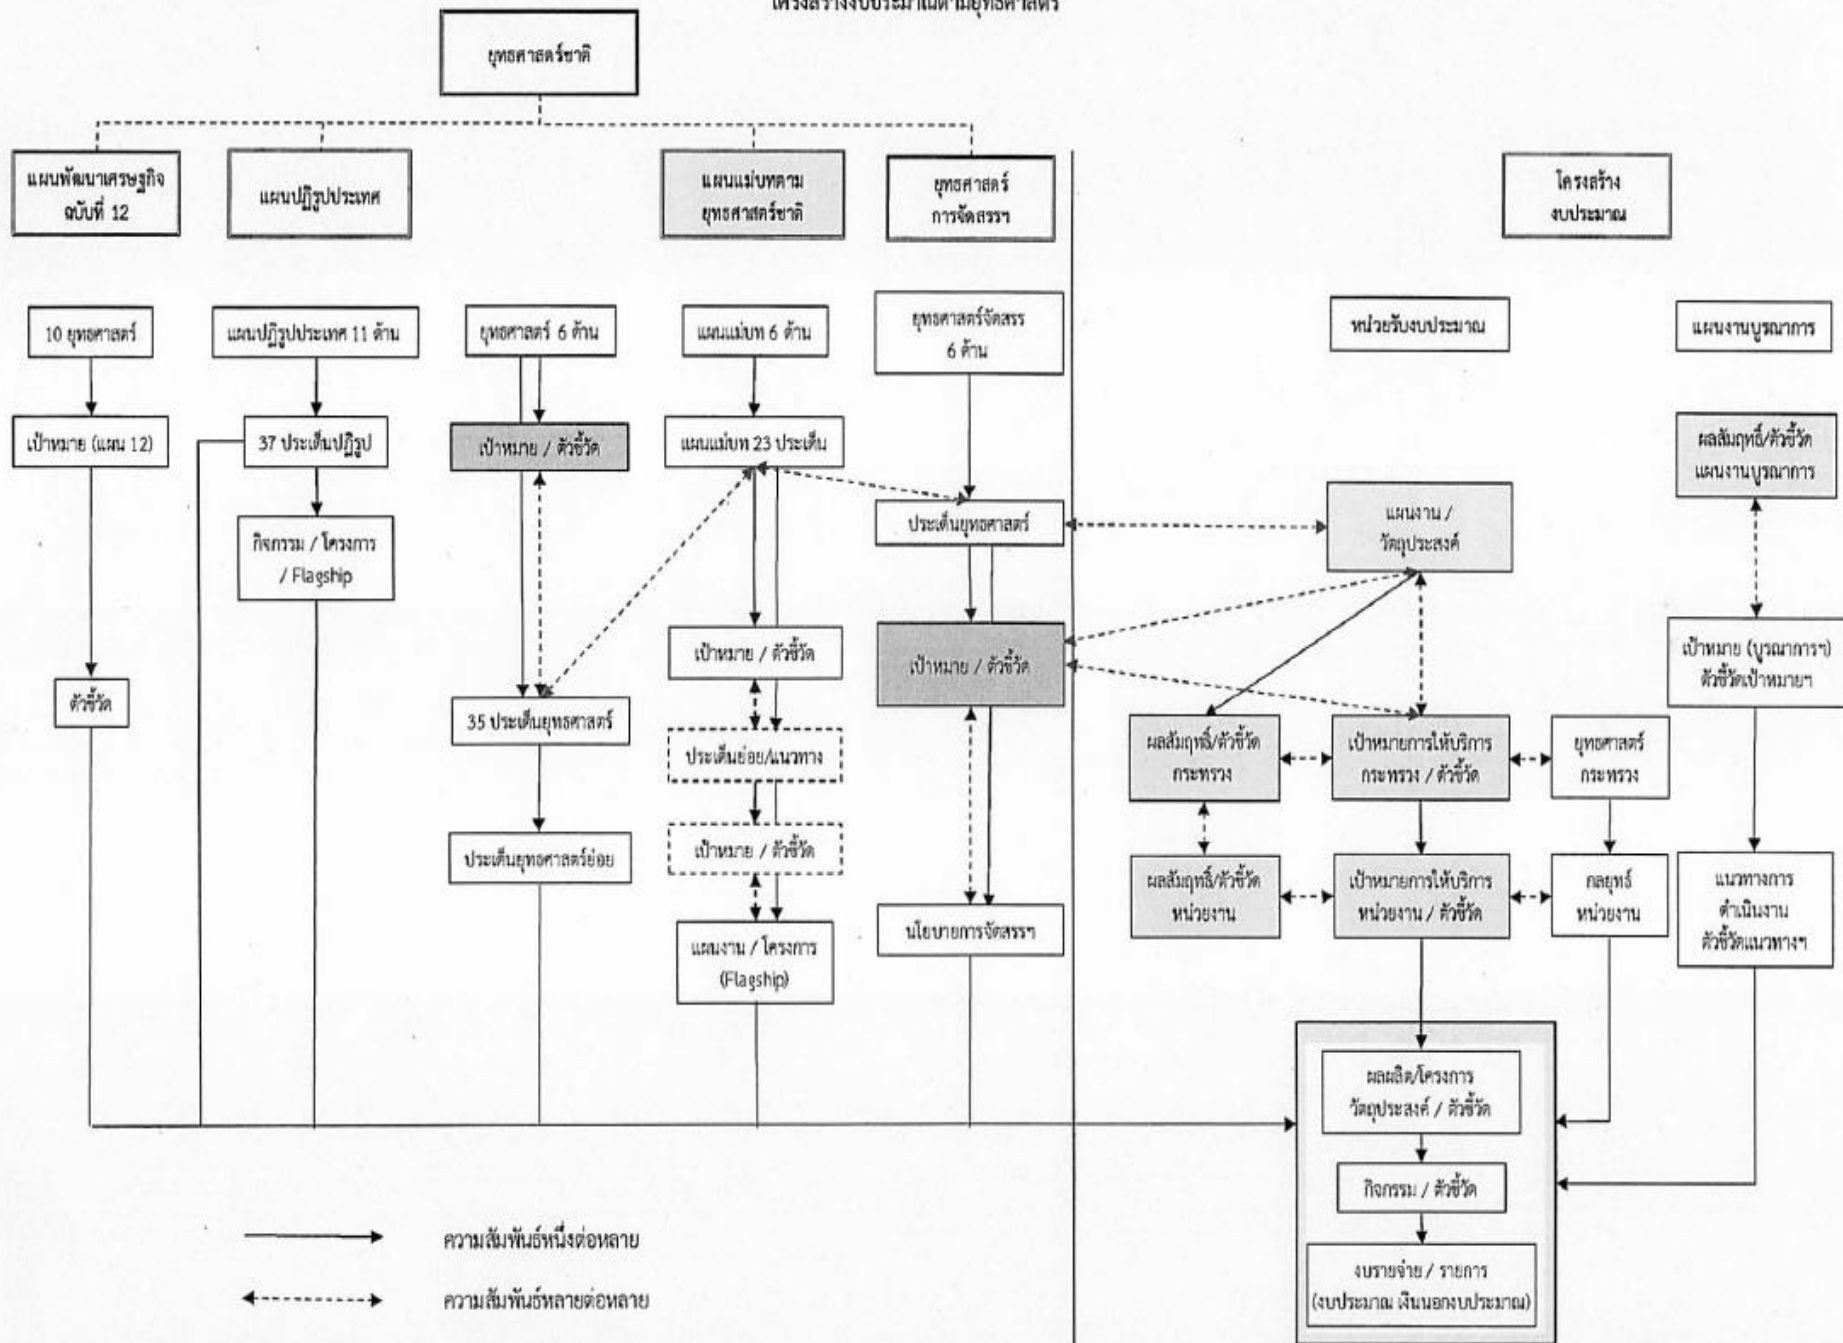 โครงสร้างงบประมาณตามยุทธศาสตร์
ยุทธศาสตร์ชาติ
แผนพัฒนาเศรษฐกิจ
ฉบับที่ 12
แผนปฏิรูปประเทศ
แผนแม่บทตาม
ยุทธศาสตร์ชาติ
ยุทธศาสตร์
การจัดสรรฯ
โครงสร้าง
งบประมาณ
10 ยุทธศาสตร์
แผนปฏิรูปประเทศ 11 ด้าน
ยุทธศาสตร์ 6 ด้าน
แผนแม่บท 6 ด้าน
ยุทธศาสตร์จัดสรร
6 ด้าน
หน่วยรับงบประมาณ
แผนงานบูรณาการ
เป้าหมาย (แผน 12)
37 ประเด็นปฏิรูป
เป้าหมาย / ตัวชี้วัด
แผนแม่บท 23 ประเด็น
ผลสัมฤทธิ์/ตัวชี้วัด
แผนงานบูรณาการ
กิจกรรม / โครงการ
/ Flagship
ประเด็นยุทธศาสตร์
แผนงาน /
วัตถุประสงค์
เป้าหมาย / ตัวชี้วัด
เป้าหมาย / ตัวชี้วัด
เป้าหมาย (บูรณาการฯ)
ตัวชี้วัดเป้าหมายฯ
ตัวชี้วัด
35 ประเด็นยุทธศาสตร์
ประเด็นย่อย/แนวทาง
ผลสัมฤทธิ์/ตัวชี้วัด
กระทรวง
เป้าหมายการให้บริการ
กระทรวง / ตัวชี้วัด
ยุทธศาสตร์
กระทรวง
ประเด็นยุทธศาสตร์ย่อย
เป้าหมาย / ตัวชี้วัด
ผลสัมฤทธิ์/ตัวชี้วัด
หน่วยงาน
เป้าหมายการให้บริการ
หน่วยงาน / ตัวชี้วัด
กลยุทธ์
หน่วยงาน
แนวทางการ
ดำเนินงาน
ตัวชี้วัดแนวทางฯ
แผนงาน / โครงการ
(Flagship)
นโยบายการจัดสรรฯ
ผลผลิต/โครงการ
วัตถุประสงค์ / ตัวชี้วัด
กิจกรรม / ตัวชี้วัด
งบรายจ่าย / รายการ
(งบประมาณ เงินนอกงบประมาณ)
ความสัมพันธ์หนึ่งต่อหลาย
ความสัมพันธ์หลายต่อหลาย